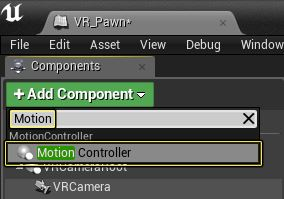 VR_Pawn*
File Edit View Asset Debug Window
Components
+ Add Component
Motion
MotionController
Motion Controller
VRCameraRoot
VRCamera